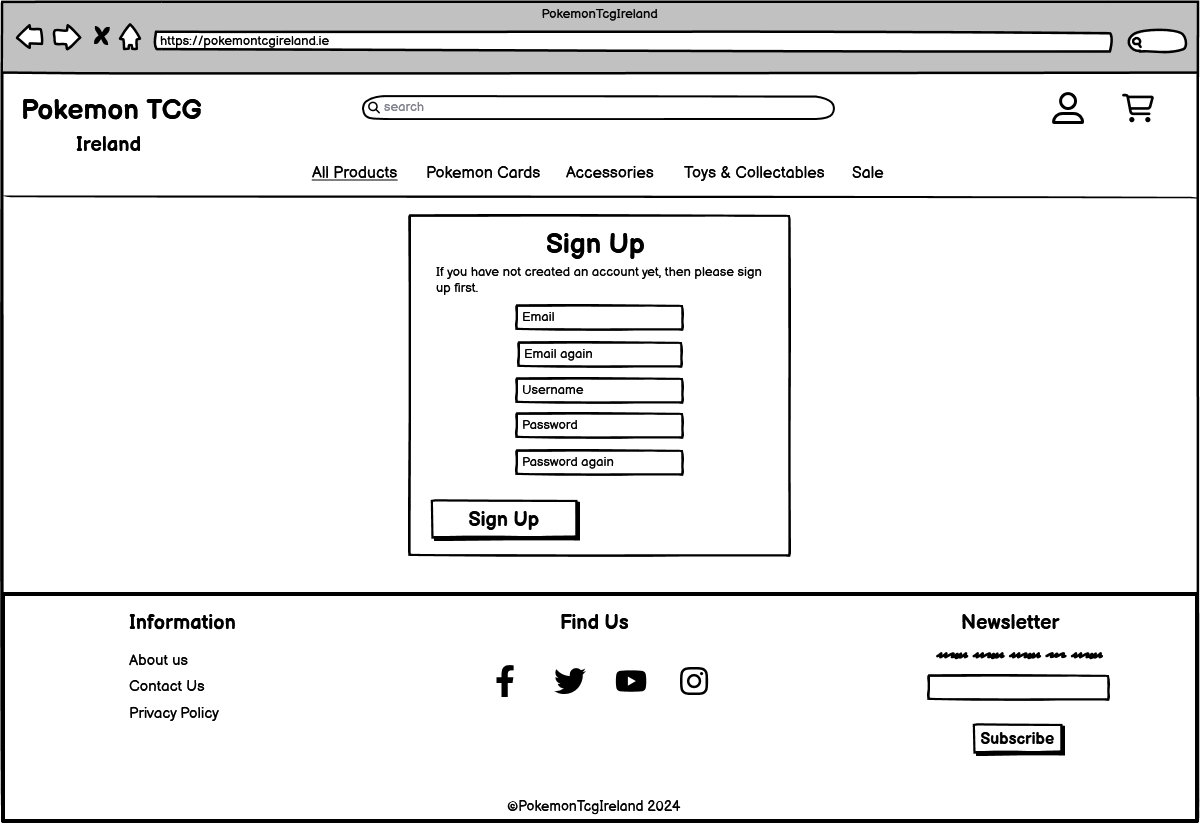 PokemonTcgIreland
https://pokemontcgireland.ie
Pokemon TCG
Ireland
search
All Products Pokemon Cards Accessories Toys & Collectables Sale
Sign Up
If you have not created an account yet, then please sign
up first.
Email
Email again
Username
Password
Password again
Sign Up
Information
About us
Contact Us
Privacy Policy
Find Us
Newsletter
Subscribe
©PokemonTcgIreland 2024